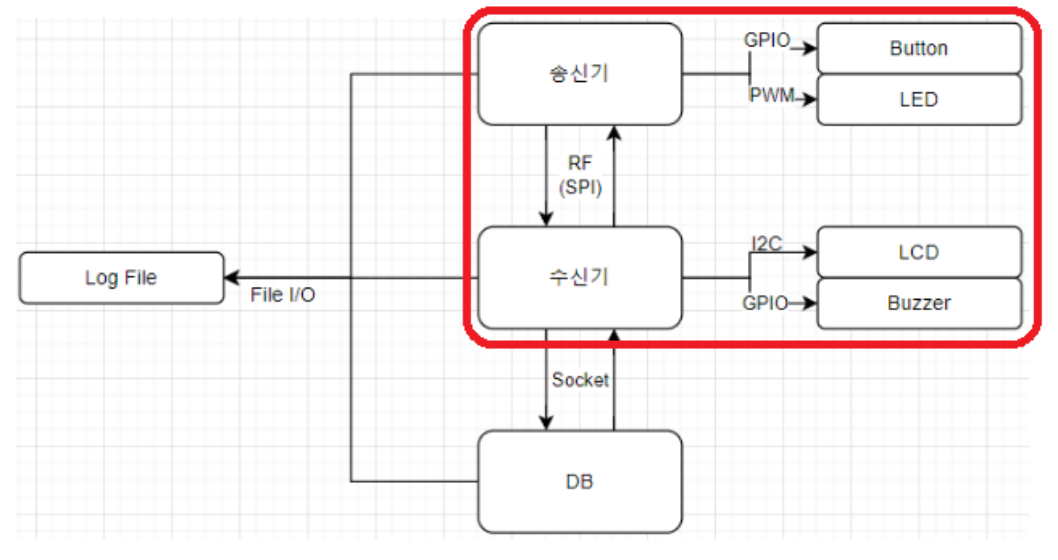 송신기
GPIO
Button
PWM
LED
RF
(SPI)
수신기
I2C
LCD
GPIO
Buzzer
Log File
File I/O
Socket
DB